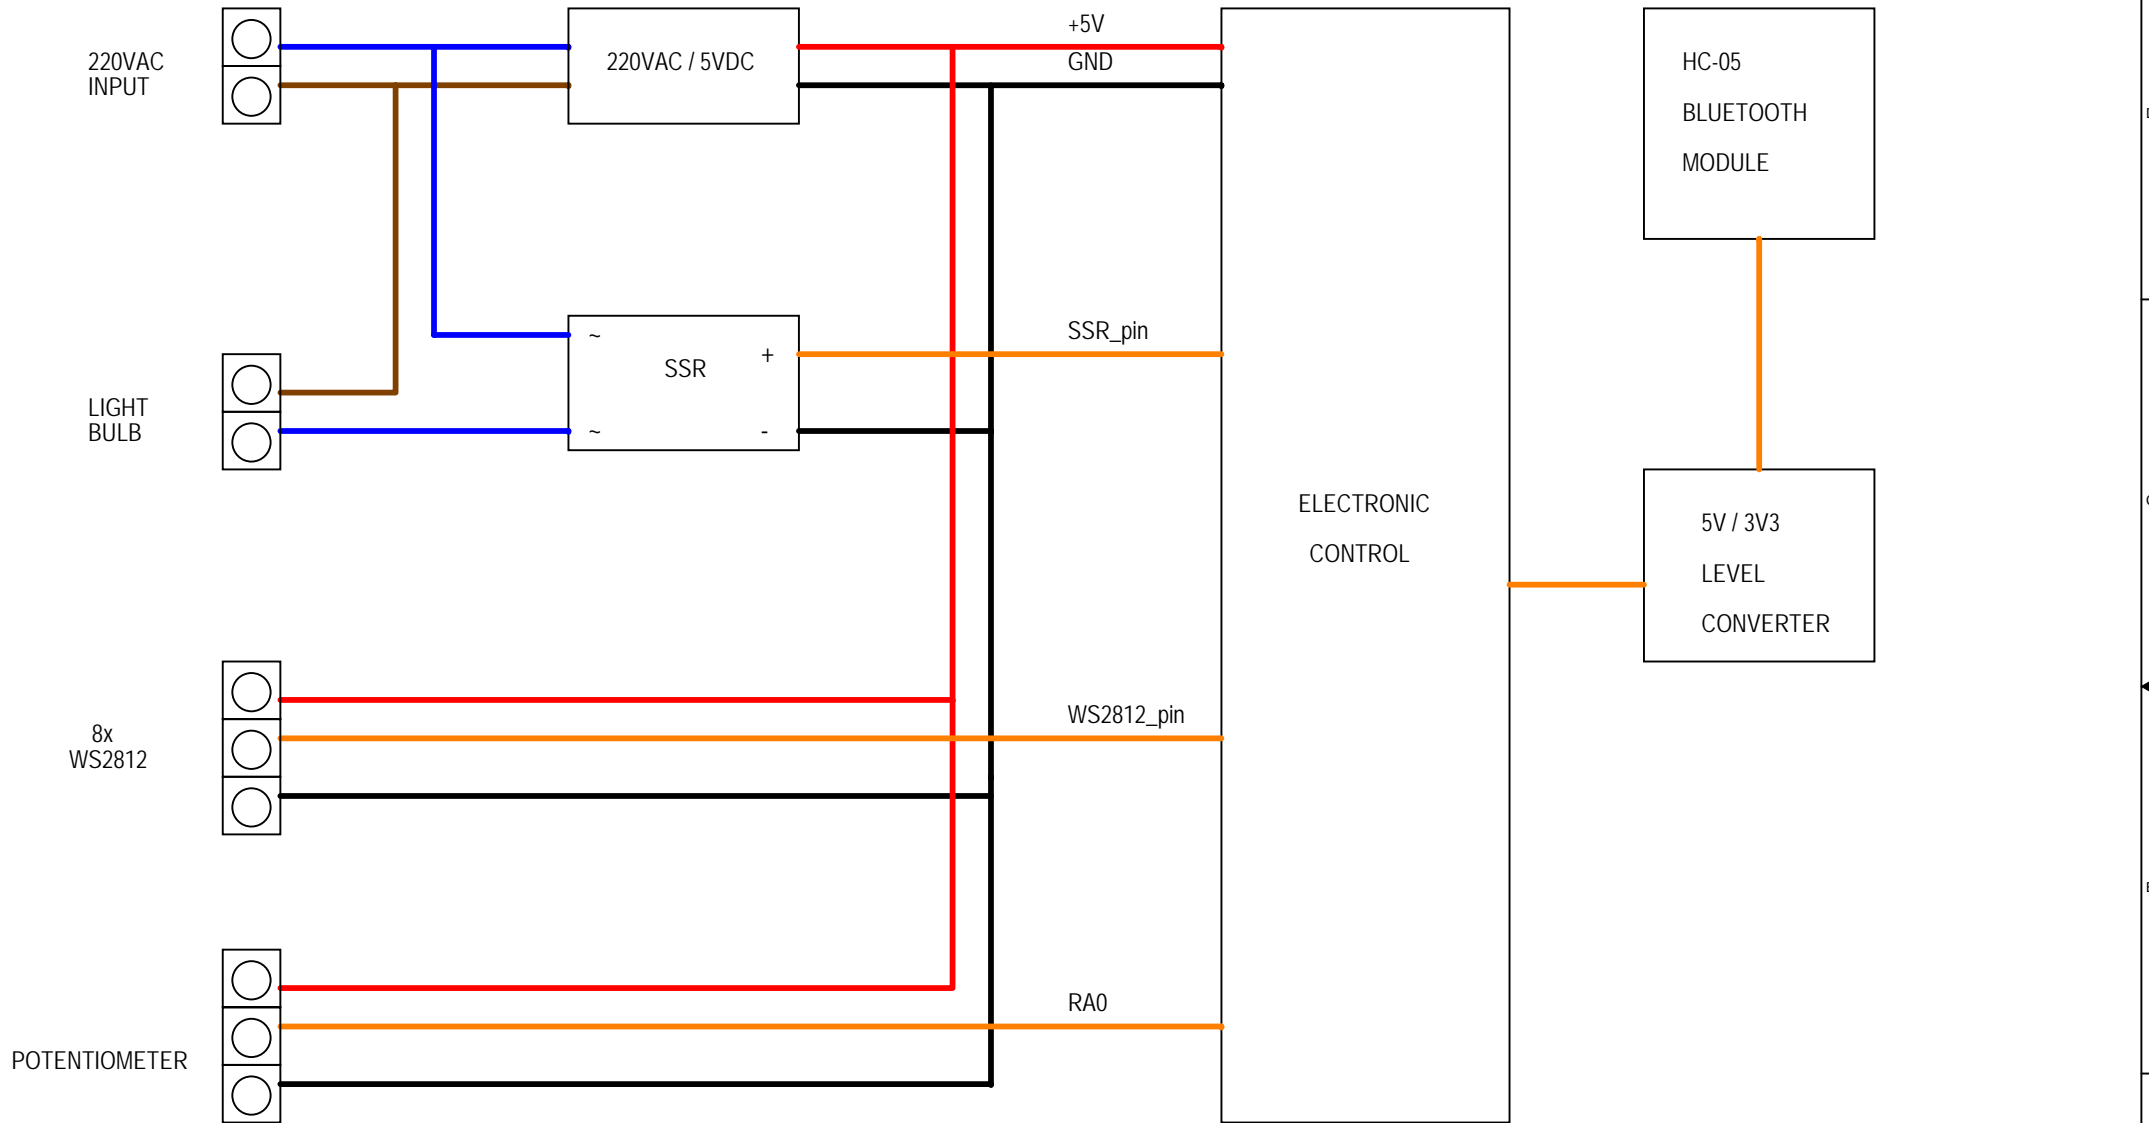 220VAC
INPUT
220VAC / 5VDC
+5V
GND
HC-05
BLUETOOTH
MODULE
LIGHT
BULB
~
SSR
+
~
-
SSR_pin
ELECTRONIC
CONTROL
5V / 3V3
LEVEL
CONVERTER
8x
WS2812
WS2812_pin
POTENTIOMETER
RA0